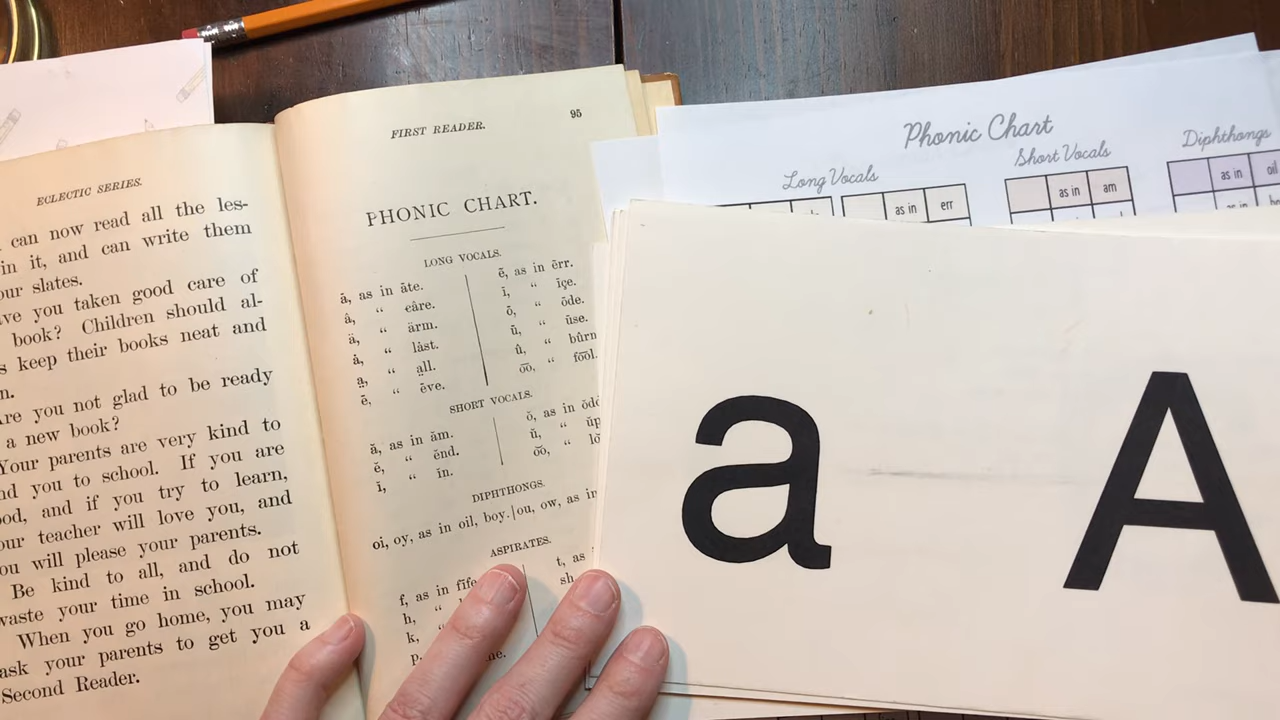 ECLECTIC SERIES.
can now read all the les-
in it, and can write them
our slates.
you taken good care of
book? Children should al-
keep their books neat and
Are you not glad to be ready
a new book?
Your parents are very kind to
you to school. If you are
and if you try to learn,
your teacher will love you, and
you will please your parents.
Be kind to all, and do not
waste your time in school.
When you go home, you may
ask your parents to get you a
Second Reader.
FIRST READER. 95
PHONIC CHART.
LONG VOCALS.
ā, as in āte.
â, “ câre.
ä, “ ärm.
ȧ, “ lȧst.
a̤, “ a̤ll.
ē, “ ēve.
ẽ, as in ẽrr.
ī, “ īçe.
ō, “ ōde.
ū, “ ūse.
û, “ bûrn
o͞o, “ fo͞ol.
SHORT VOCALS.
ă, as in ăm.
ĕ, “ ĕnd.
ĭ, “ ĭn.
ŏ, as in ŏdd
ŭ, “ ŭp
o͝o, “
DIPHTHONGS.
oi, oy, as in oil, boy. | ou, ow, as in
ASPIRATES.
f, as in fife
h, “
k, “
p
t, as
sh
Phonic Chart
Long Vocals
as in err
Short Vocals
as in am
Diphthongs
as in oil
as in
a A